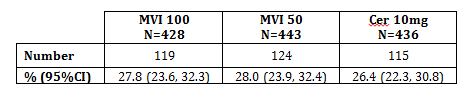 MVI 100 MVI 50 Cer 10mg
N=428 N=443 N=436
Number 119 124 115
% (95%CI) 27.8 (23.6, 32.3) 28.0 (23.9, 32.4) 26.4 (22.3, 30.8)